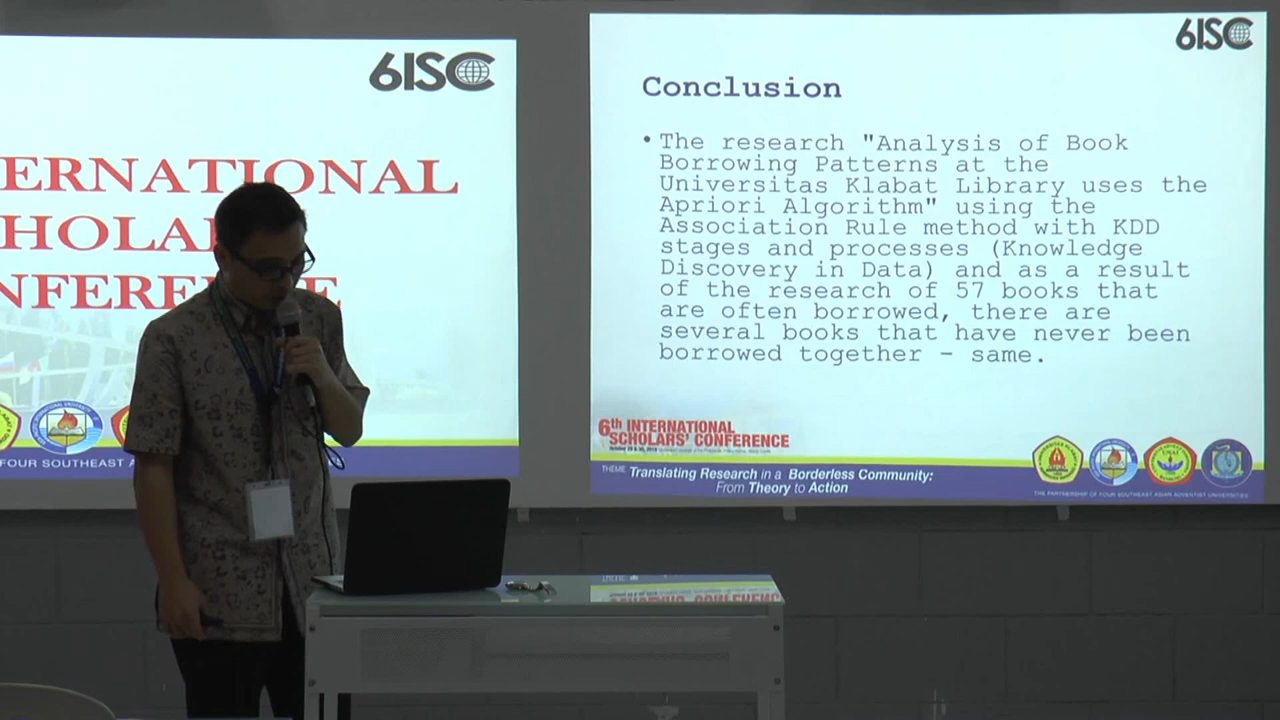 6ISC
ERNATIONAL
HOLA
NFERE CE
FOUR SOUTHEAST A
6ISC
Conclusion
• The research "Analysis of Book
Borrowing Patterns at the
Universitas Klabat Library uses the
Apriori Algorithm" using the
Association Rule method with KDD
stages and processes (Knowledge
Discovery in Data) and as a result
of the research of 57 books that
are often borrowed, there are
several books that have never been
borrowed together – same.
6th INTERNATIONAL
SCHOLARS' CONFERENCE
THEME: Translating Research in a Borderless Community:
From Theory to Action
THE PARTNERSHIP OF FOUR SOUTHEAST ASIAN ADVENTIST UNIVERSITIES